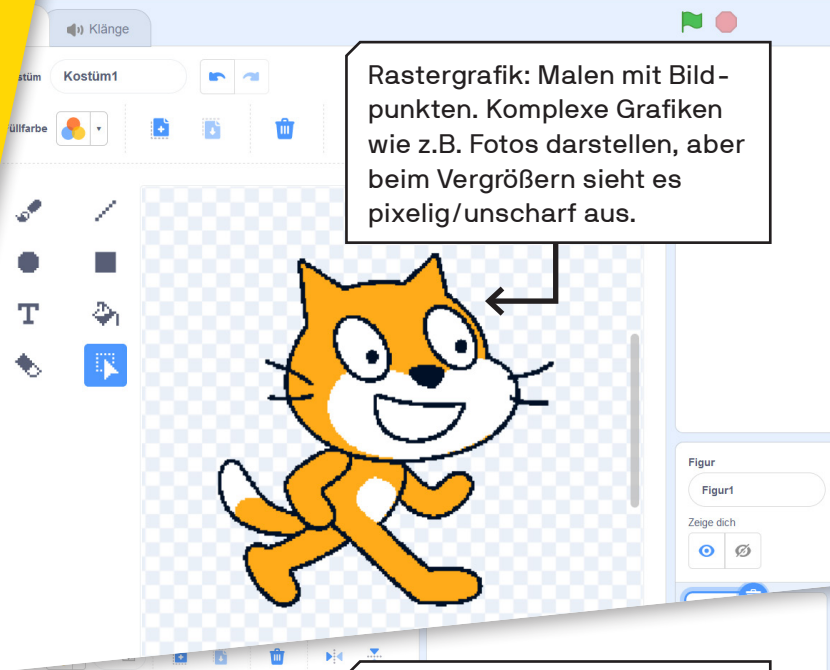 Klänge
Kostüm1
Rastergrafik: Malen mit Bild-
punkten. Komplexe Grafiken
wie z.B. Fotos darstellen, aber
beim Vergrößern sieht es
pixelig/unscharf aus.
T
Figur
Figur1
Zeige dich